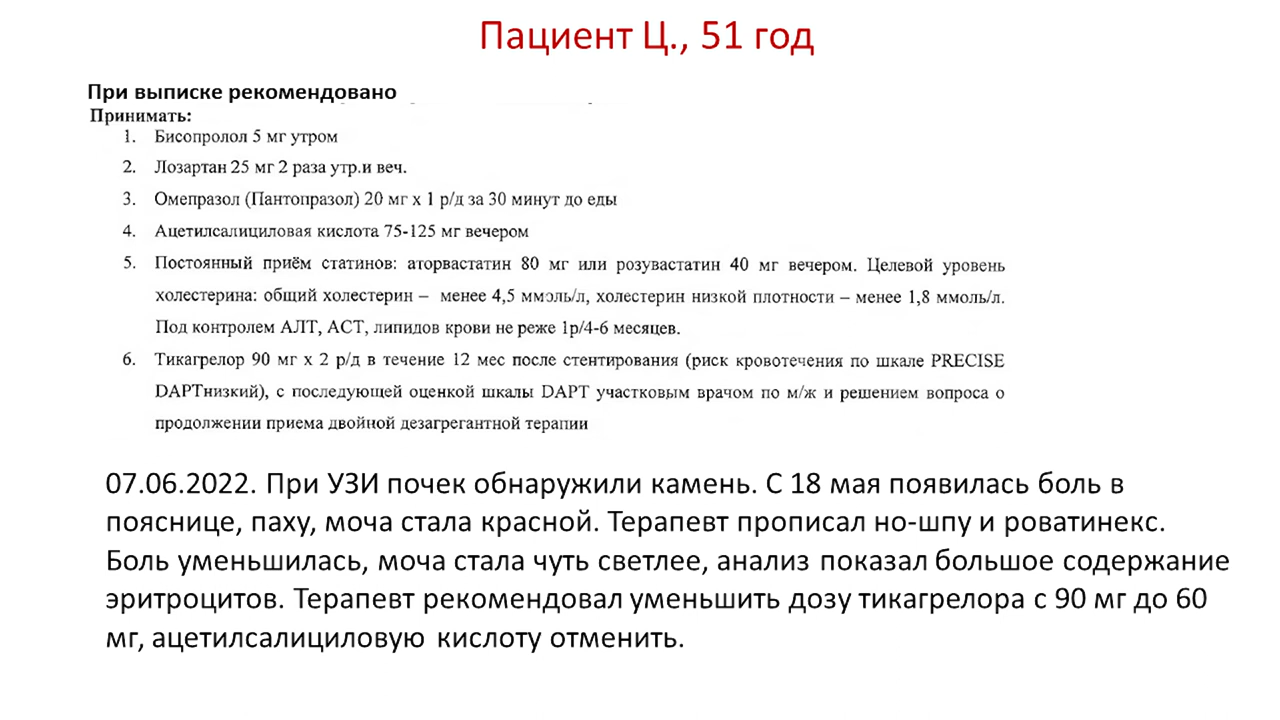 Пациент Ц., 51 год
При выписке рекомендовано
Принимать:
1. Бисопролол 5 мг утром
2. Лозартан 25 мг 2 раза утр.и веч.
3. Омепразол (Пантопразол) 20 мг х 1 р/д за 30 минут до еды
4. Ацетилсалициловая кислота 75-125 мг вечером
5. Постоянный приём статинов: аторвастатин 80 мг или розувастатин 40 мг вечером. Целевой уровень
холестерина: общий холестерин – менее 4,5 ммоль/л, холестерин низкой плотности – менее 1,8 ммоль/л.
Под контролем АЛТ, АСТ, липидов крови не реже 1р/4-6 месяцев.
6. Тикагрелор 90 мг х 2 р/д в течение 12 мес после стентирования (риск кровотечения по шкале PRECISE
DAPTнизкий), с последующей оценкой шкалы DAPT участковым врачом по м/ж и решением вопроса о
продолжении приема двойной дезагрегантной терапии
07.06.2022. При УЗИ почек обнаружили камень. С 18 мая появилась боль в
пояснице, паху, моча стала красной. Терапевт прописал но-шпу и роватинекс.
Боль уменьшилась, моча стала чуть светлее, анализ показал большое содержание
эритроцитов. Терапевт рекомендовал уменьшить дозу тикагрелора с 90 мг до 60
мг, ацетилсалициловую кислоту отменить.